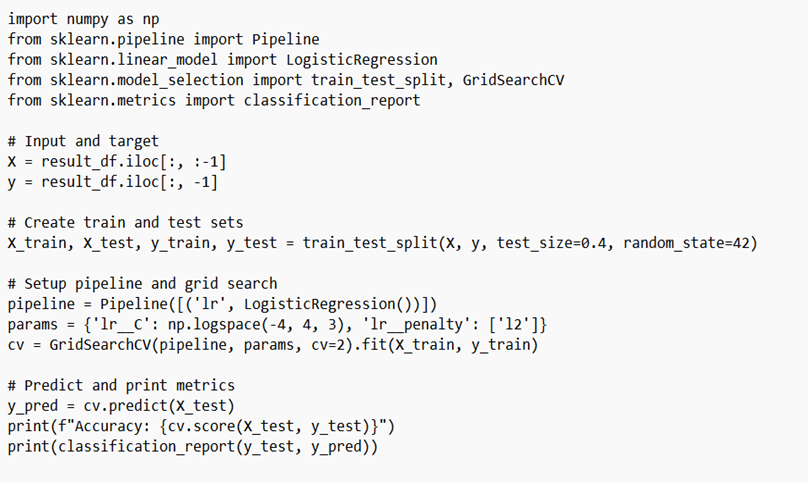 import numpy as np
from sklearn.pipeline import Pipeline
from sklearn.linear_model import LogisticRegression
from sklearn.model_selection import train_test_split, GridSearchCV
from sklearn.metrics import classification_report

# Input and target
X = result_df.iloc[:, :-1]
y = result_df.iloc[:, -1]

# Create train and test sets
X_train, X_test, y_train, y_test = train_test_split(X, y, test_size=0.4, random_state=42)

# Setup pipeline and grid search
pipeline = Pipeline([('lr', LogisticRegression())])
params = {'lr__C': np.logspace(-4, 4, 3), 'lr__penalty': ['l2']}
cv = GridSearchCV(pipeline, params, cv=2).fit(X_train, y_train)

# Predict and print metrics
y_pred = cv.predict(X_test)
print(f"Accuracy: {cv.score(X_test, y_test)}")
print(classification_report(y_test, y_pred))